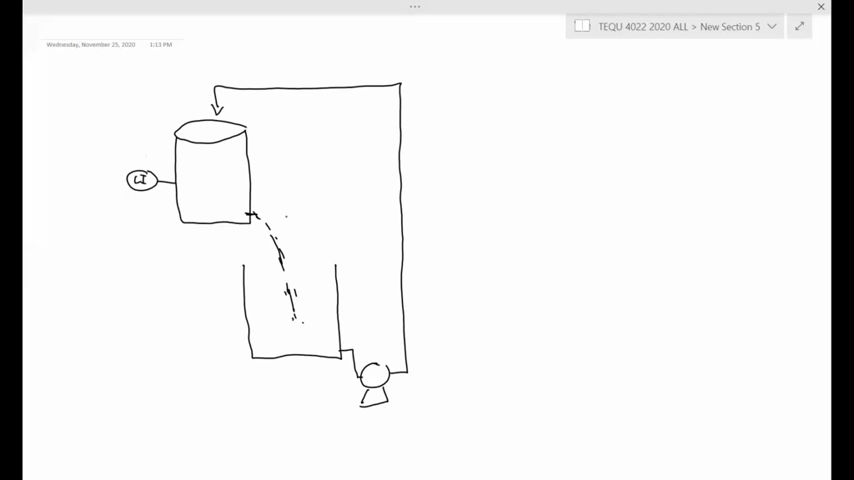 TEQU 4022 2020 ALL > New Section 5
Wednesday, November 25, 2020 1:13 PM
LI